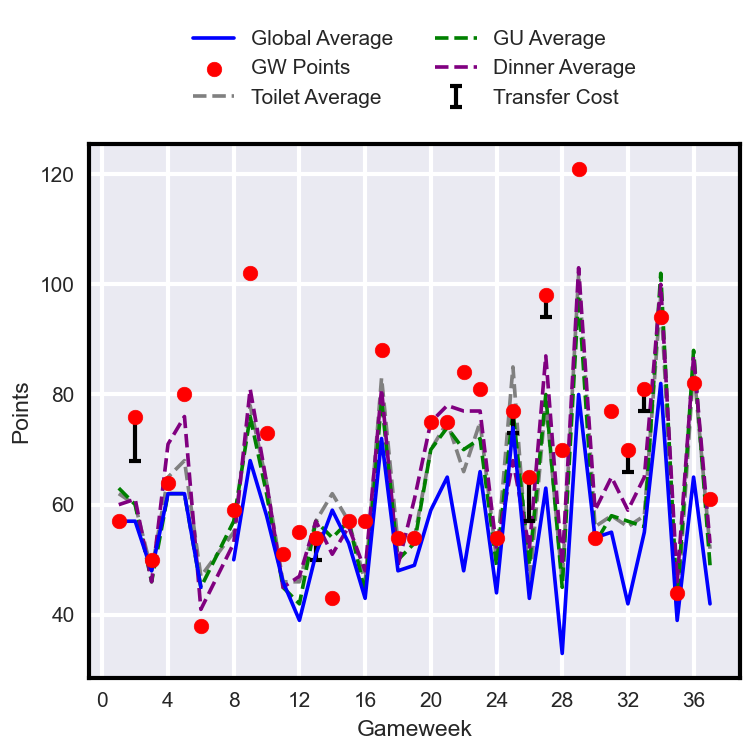 Global Average
GU Average
GW Points
Dinner Average
Toilet Average
Transfer Cost
120
100
80
60
40
Points
0 4 8 12 16 20 24 28 32 36
Gameweek